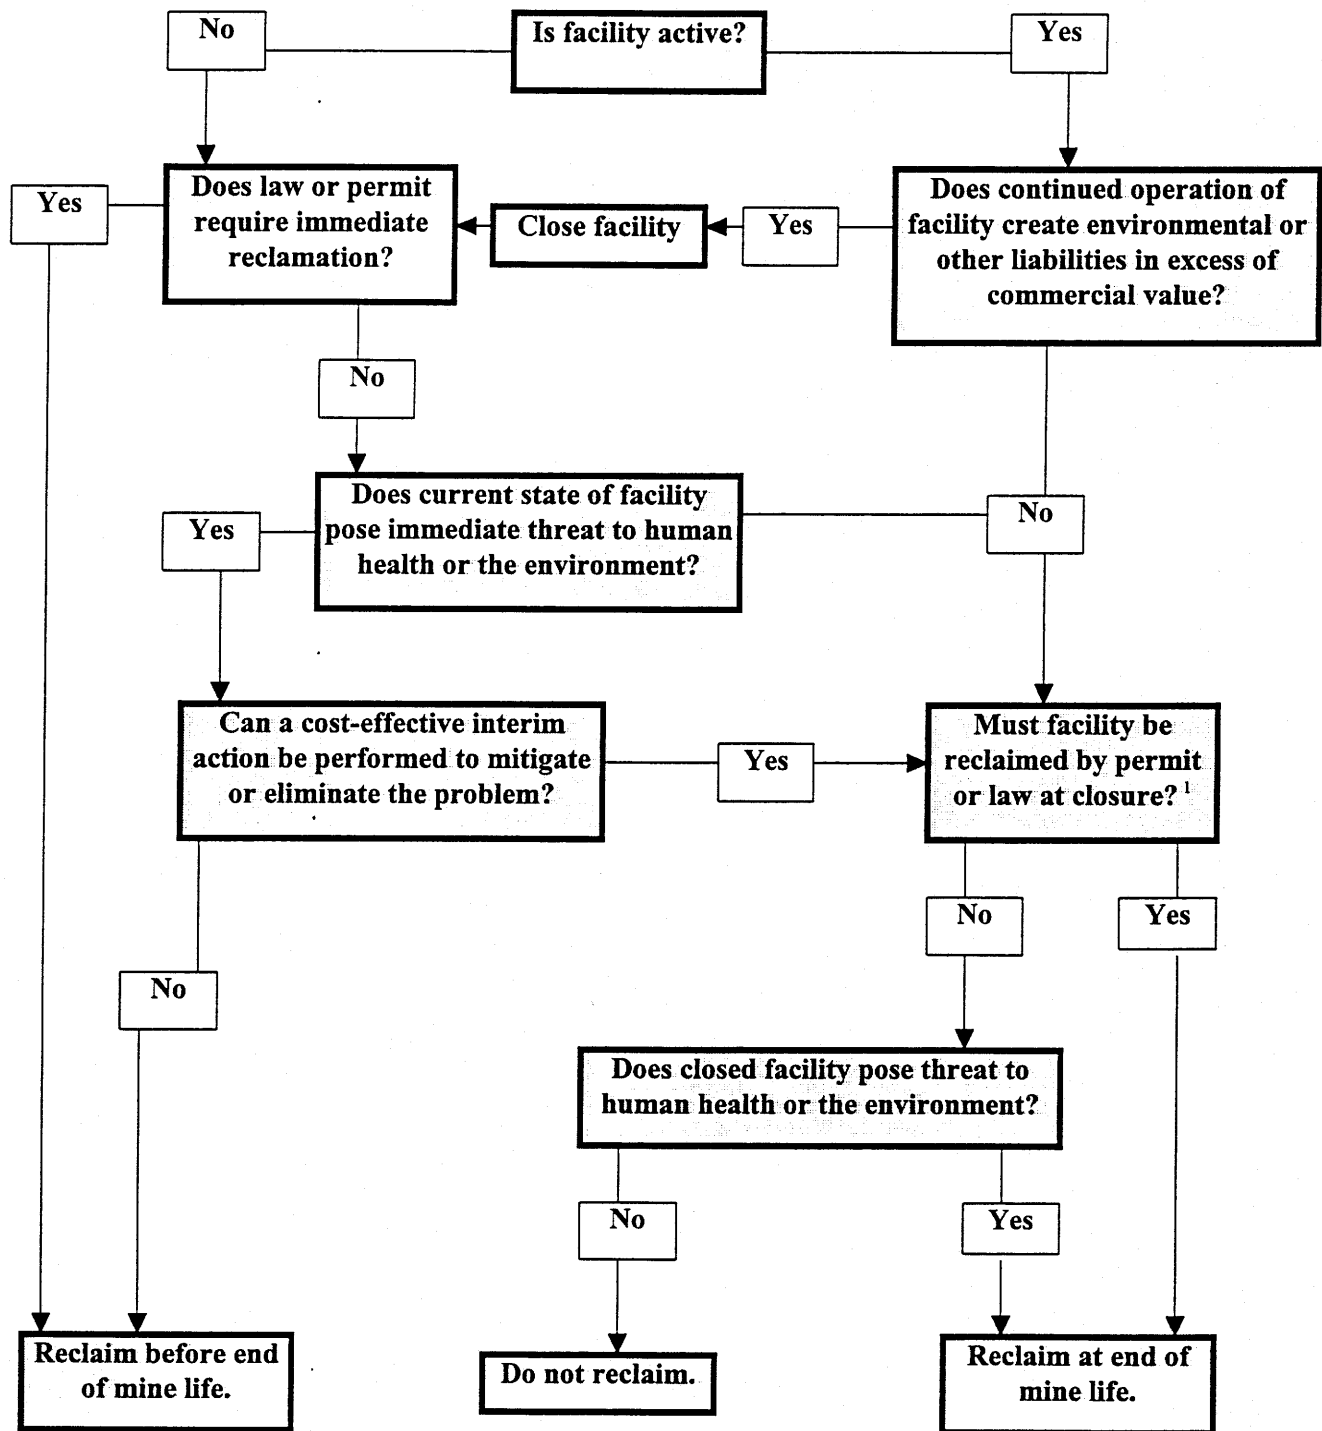 No
Is facility active?
Yes
Yes
Does law or permit
require immediate
reclamation?
Close facility
Yes
Does continued operation of
facility create environmental or
other liabilities in excess of
commercial value?
No
Yes
Does current state of facility
pose immediate threat to human
health or the environment?
No
Can a cost-effective interim
action be performed to mitigate
or eliminate the problem?
Yes
Must facility be
reclaimed by permit
or law at closure? 1
No
No
Yes
Does closed facility pose threat to
human health or the environment?
No
Yes
Reclaim before end
of mine life.
Do not reclaim.
Reclaim at end of
mine life.